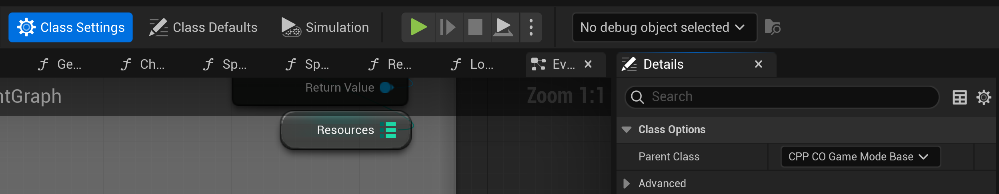 Class Settings Class Defaults Simulation No debug object selected
Ge... Ch... Sp... Sp... Re... Lo... Ev... Details
ntGraph Return Value Zoom 1:1 Search
Resources Class Options
Parent Class CPP CO Game Mode Base
Advanced